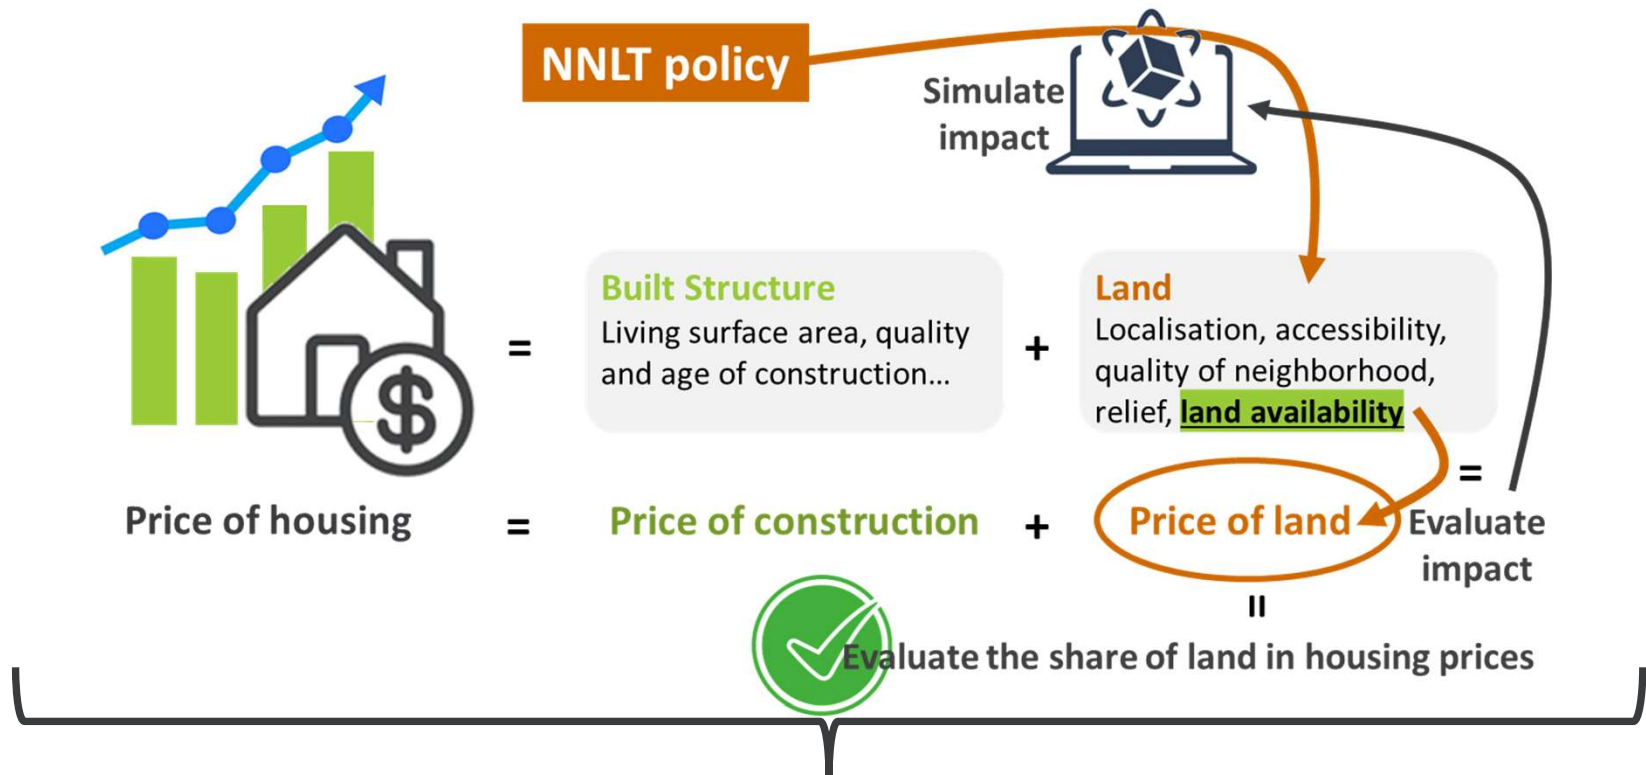 NNLT policy
Simulate
impact
Built Structure
Living surface area, quality
and age of construction...
Land
Localisation, accessibility,
quality of neighborhood,
relief, land availability
=
+
=
$
Price of housing
=
Price of construction
+
Price of land
Evaluate
impact
=
Evaluate the share of land in housing prices